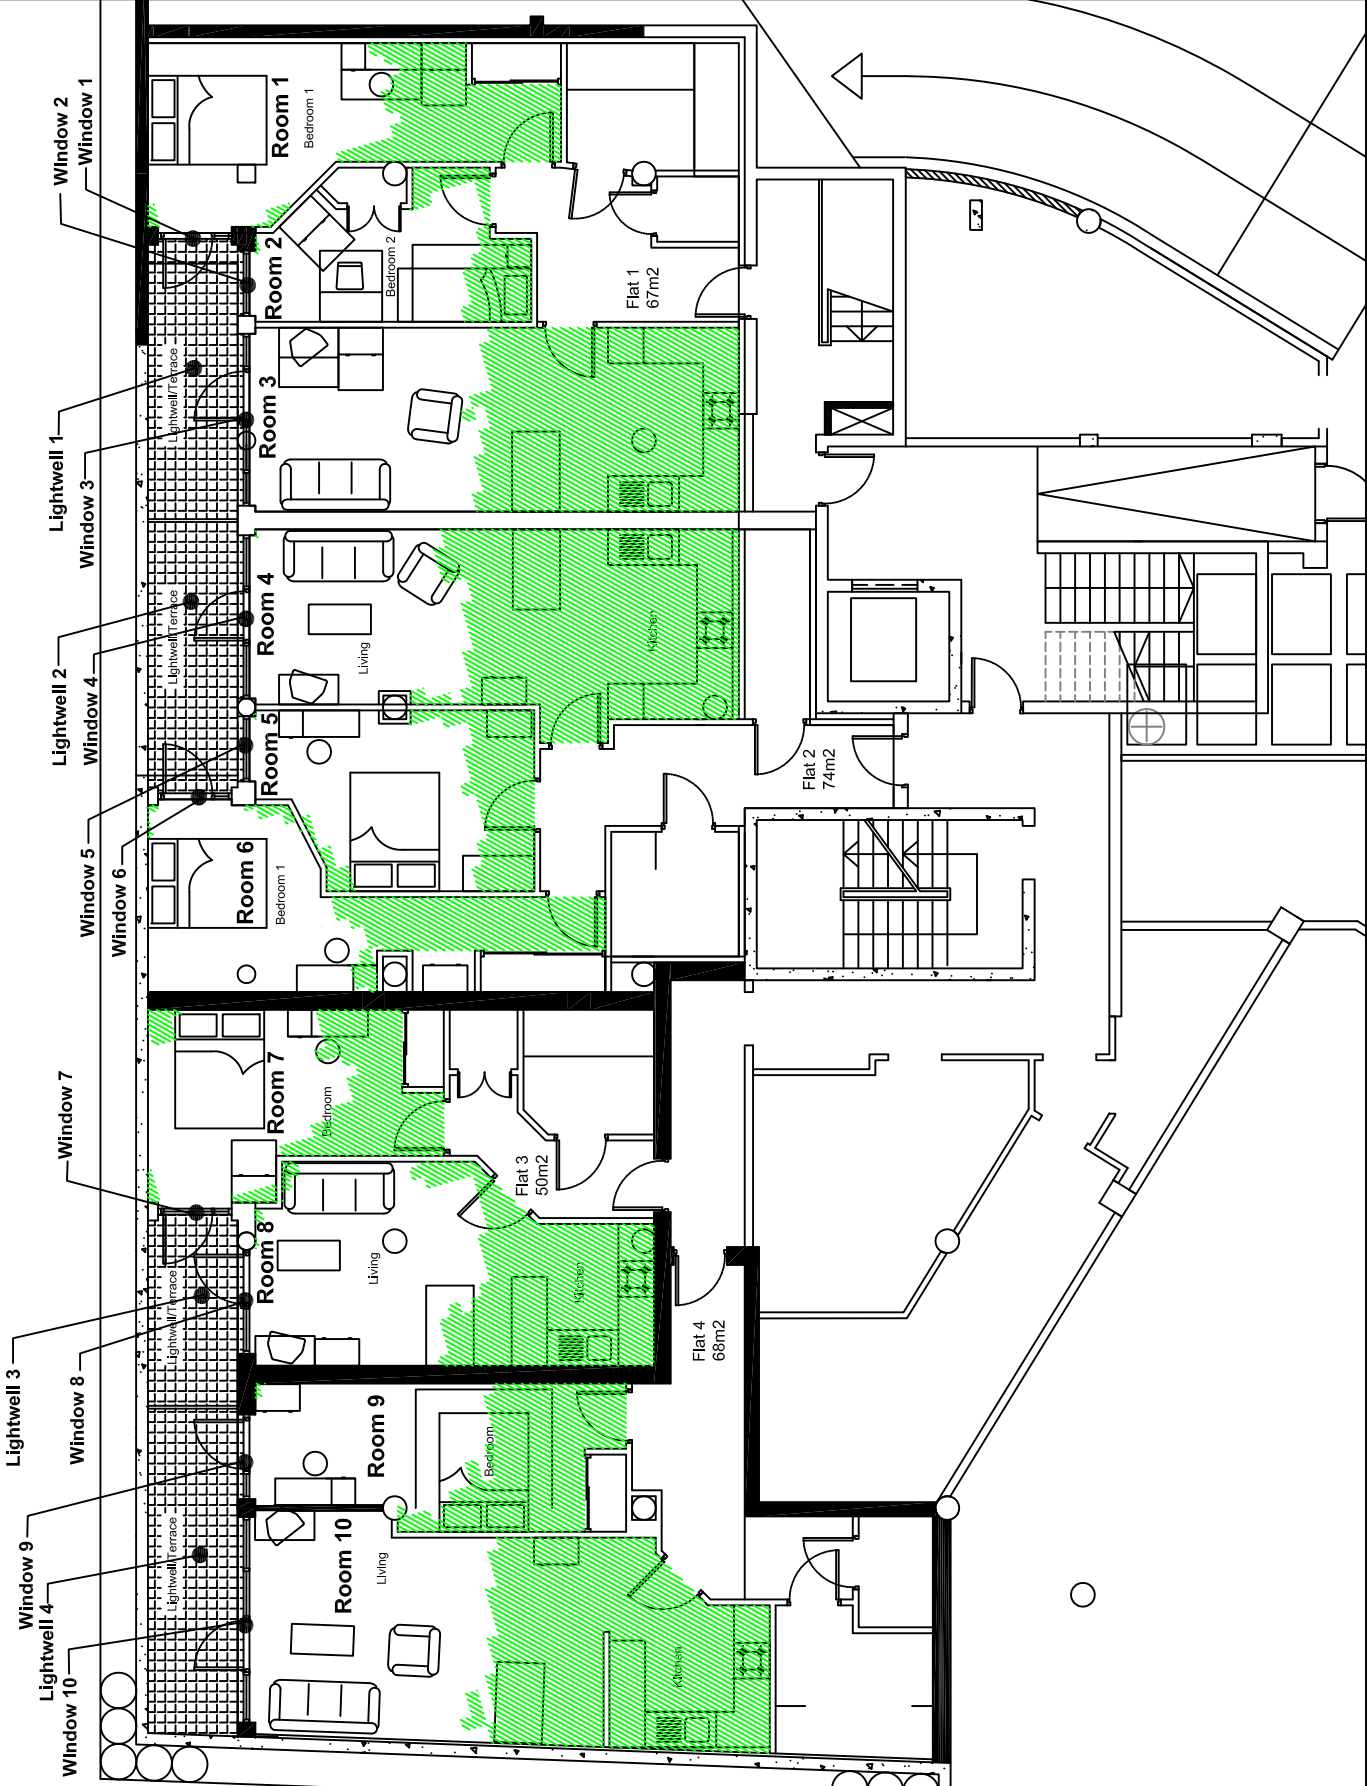 Window 1
WIndow 2
Room 1
Bedroom 1
Room 2
Bedroom 2
Flat 1
67m2
Lightwell/Terrace
Lightwell 1
Window 3
Room 3
Lightwell/Terrace
Lightwell 2
Window 4
Room 4
Living
Kitchen
Room 5
Window 5
Window 6
Flat 2
74m2
Room 6
Bedroom 1
Window 7
Room 7
Bedroom
Flat 3
50m2
Lightwell/Terrace
Lightwell 3
Window 8
Room 8
Living
Kitchen
Flat 4
68m2
Window 9
Room 9
Bedroom
Lightwell/Terrace
Lightwell 4
WIndow 10
Room 10
Living
Kitchen